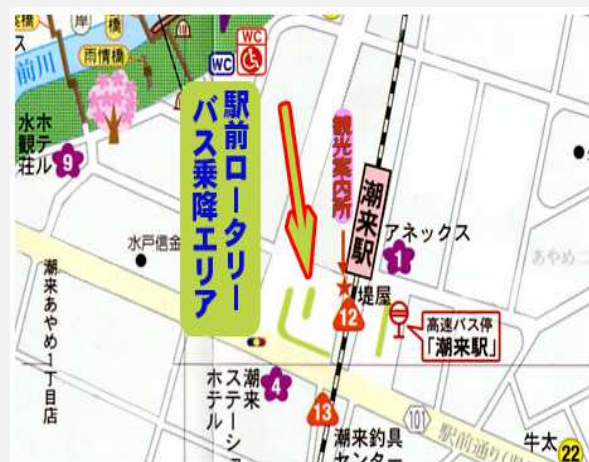 ス
橋
雨情橋
前川
WC
WC
ホテル
水観荘
9
駅前ロータリー
バス乗降エリア
観光案内所
潮来駅
アネックス
1
あやめ
水戸信金
堤屋
12
高速バス停
「潮来駅」
潮来あやめ1丁目店
潮来
ステーショ
ホテル
4
13
潮来釣具
センター
101
駅前通り
牛太
22